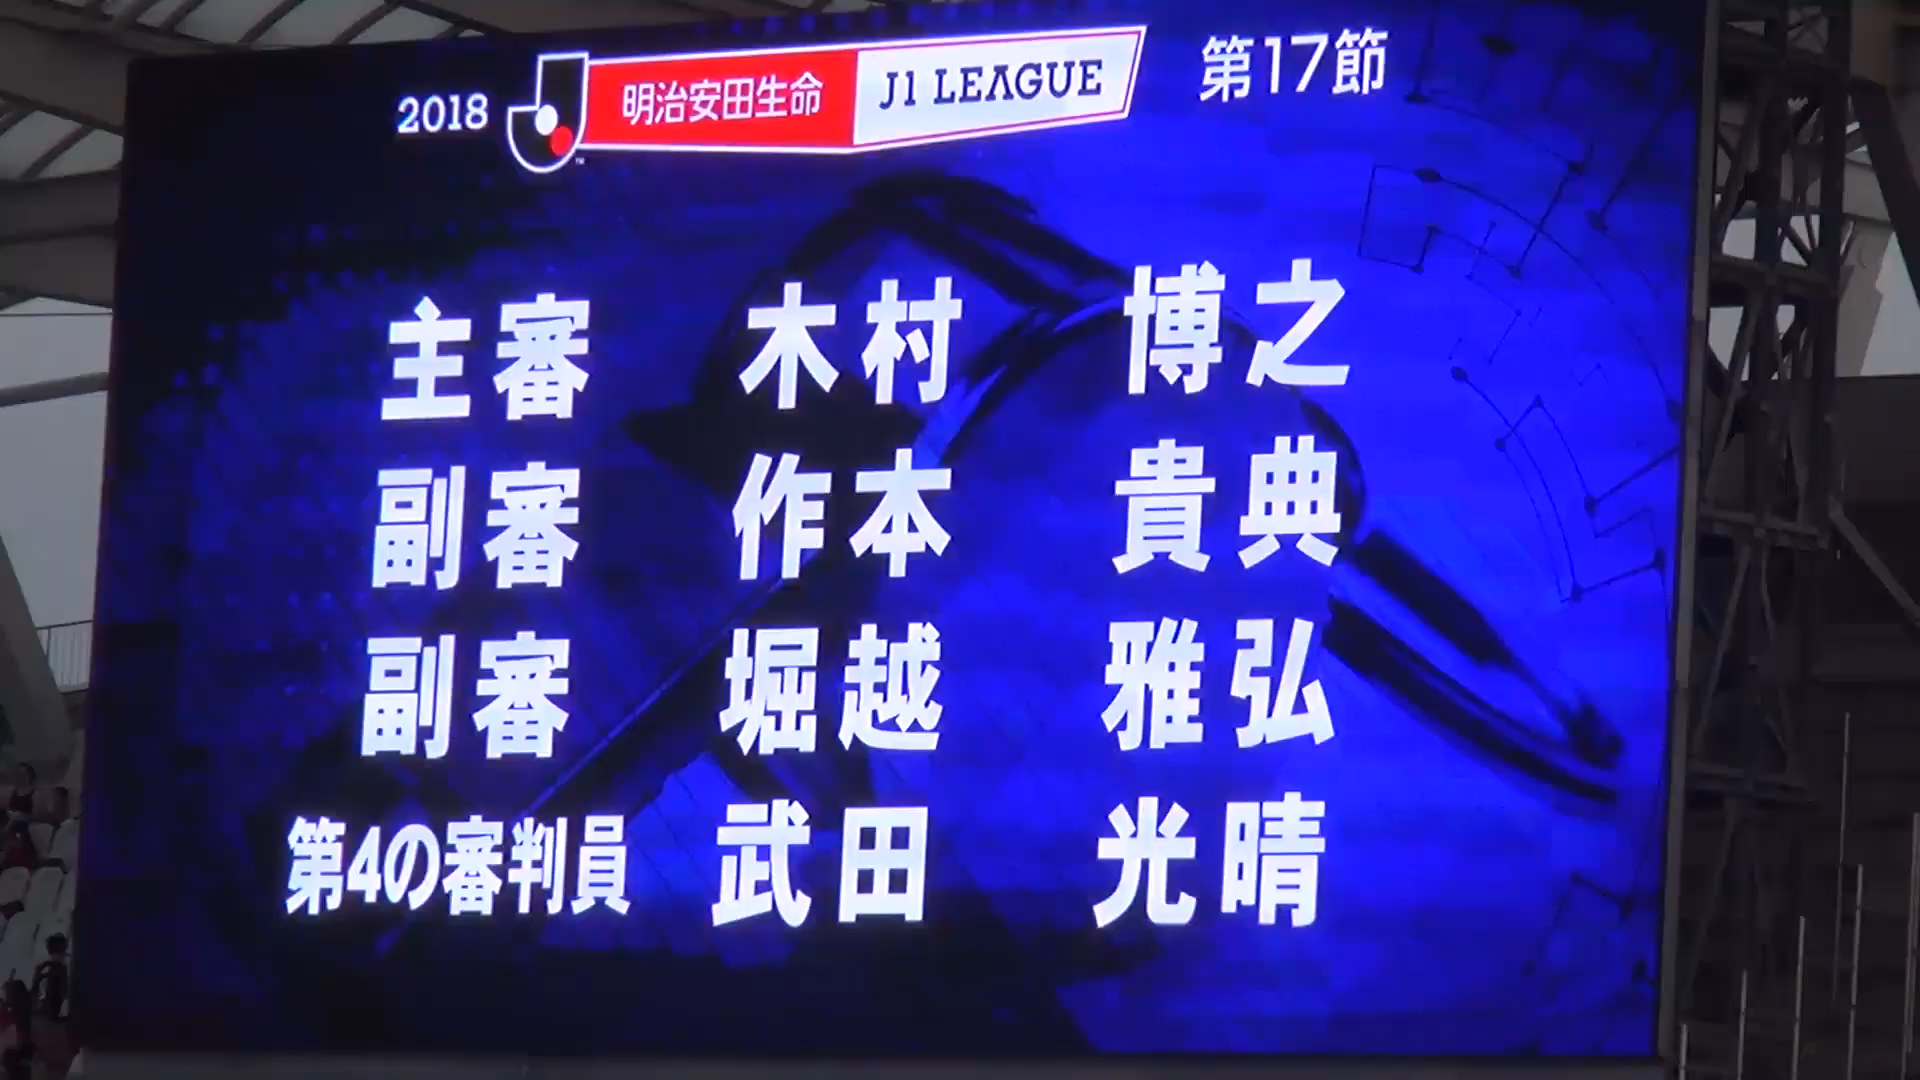 2018 明治安田生命 J1 LEAGUE 第17節
主審 木村 博之
副審 作本 貴典
副審 堀越 雅弘
第4の審判員 武田 光晴